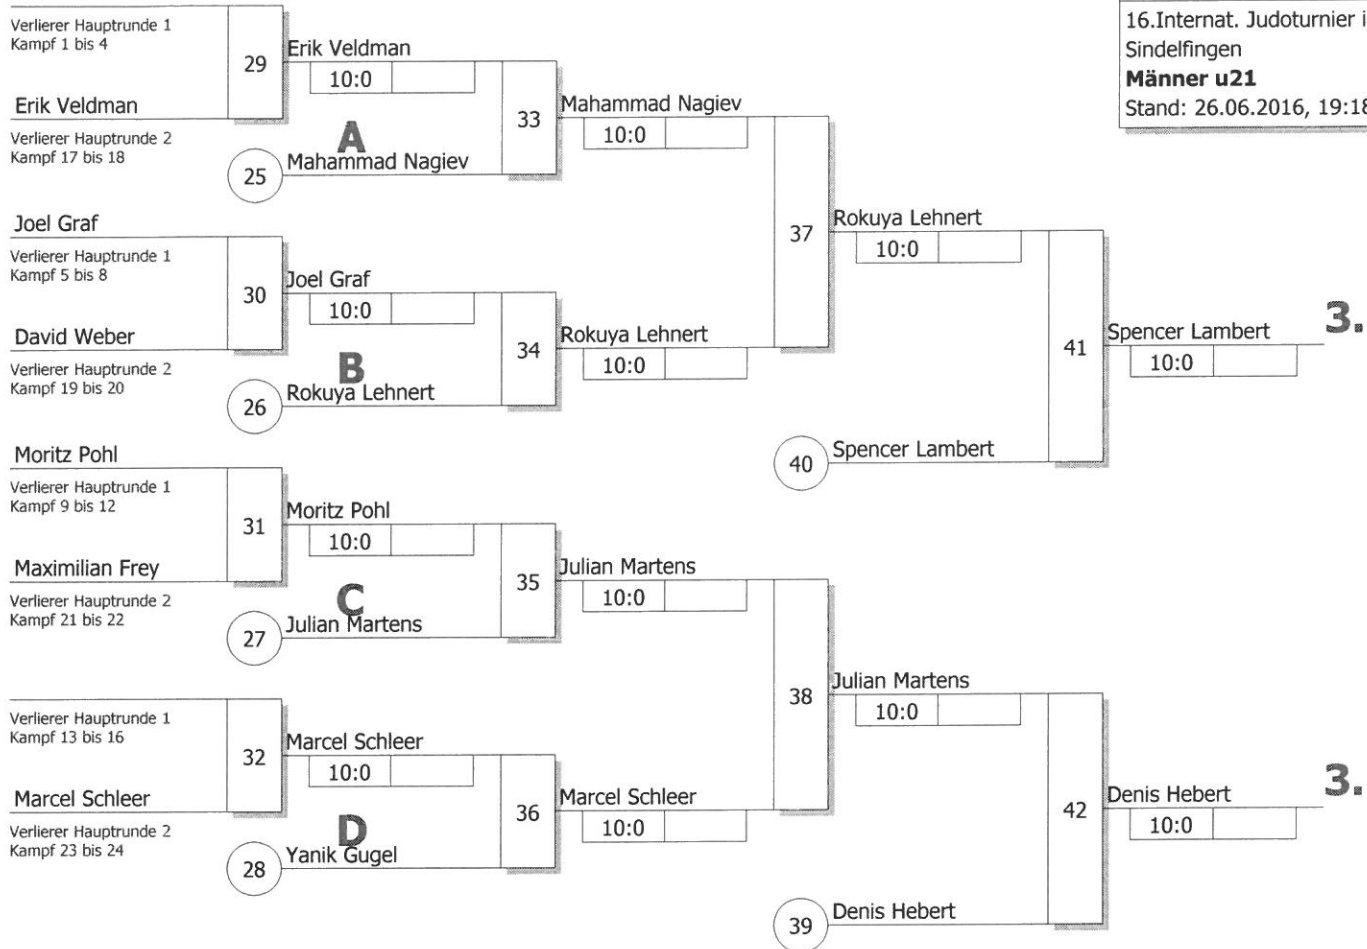 16.Internat. Judoturnier i
Sindelfingen
Männer u21
Stand: 26.06.2016, 19:18
Verlierer Hauptrunde 1
Kampf 1 bis 4
29
Erik Veldman
10:0
Erik Veldman
Verlierer Hauptrunde 2
Kampf 17 bis 18
A
25
Mahammad Nagiev
33
Mahammad Nagiev
10:0
Joel Graf
Verlierer Hauptrunde 1
Kampf 5 bis 8
30
Joel Graf
10:0
David Weber
Verlierer Hauptrunde 2
Kampf 19 bis 20
B
26
Rokuya Lehnert
34
Rokuya Lehnert
10:0
37
Rokuya Lehnert
10:0
41
Spencer Lambert
10:0
3.
40
Spencer Lambert
Moritz Pohl
Verlierer Hauptrunde 1
Kampf 9 bis 12
31
Moritz Pohl
10:0
Maximilian Frey
Verlierer Hauptrunde 2
Kampf 21 bis 22
C
27
Julian Martens
35
Julian Martens
10:0
Verlierer Hauptrunde 1
Kampf 13 bis 16
32
Marcel Schleer
10:0
Marcel Schleer
Verlierer Hauptrunde 2
Kampf 23 bis 24
D
28
Yanik Gugel
36
Marcel Schleer
10:0
38
Julian Martens
10:0
42
Denis Hebert
10:0
3.
39
Denis Hebert